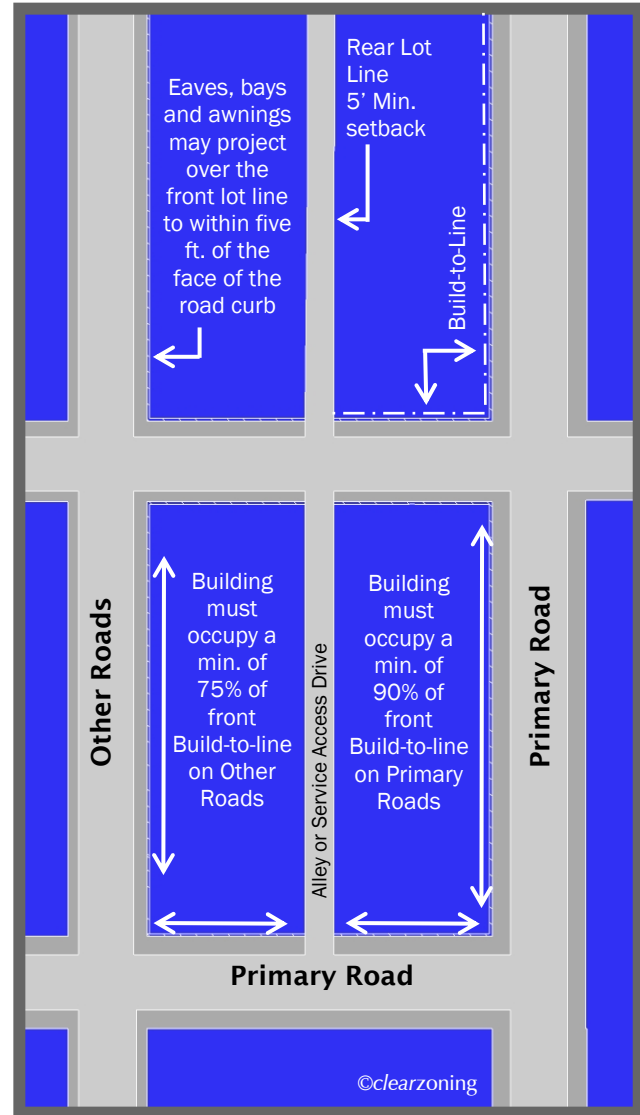 Eaves, bays
and awnings
may project
over the
front lot line
to within five
ft. of the
face of the
road curb
Rear Lot
Line
5’ Min.
setback
Build-to-Line
Other Roads
Building
must
occupy a
min. of
75% of
front
Build-to-line
on Other
Roads
Alley or Service Access Drive
Building
must
occupy a
min. of
90% of
front
Build-to-line
on Primary
Roads
Primary Road
Primary Road
©clearzoning